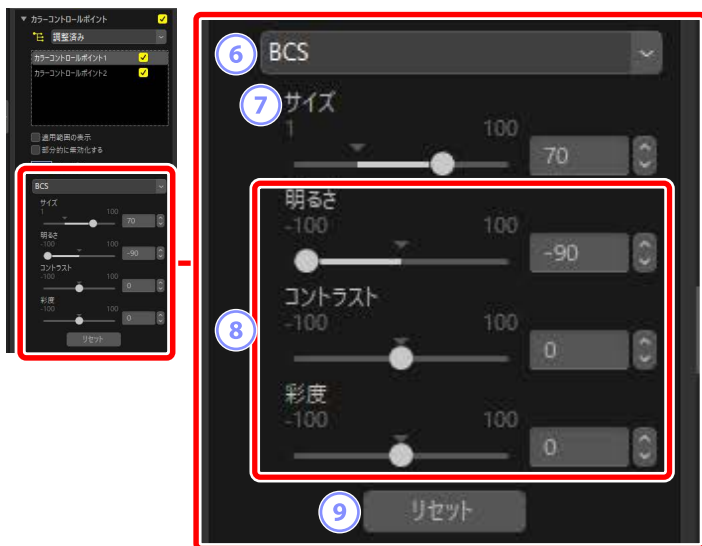 カラーコントロールポイント
調整済み
カラーコントロールポイント1
カラーコントロールポイント2
適用範囲の表示
部分的に無効化する
BCS
サイズ
1 100
70
明るさ
-100 100
-90
コントラスト
-100 100
0
彩度
-100 100
0
リセット
6 BCS
7 サイズ
1 100
70
明るさ
-100 100
-90
8 コントラスト
-100 100
0
彩度
-100 100
0
9 リセット